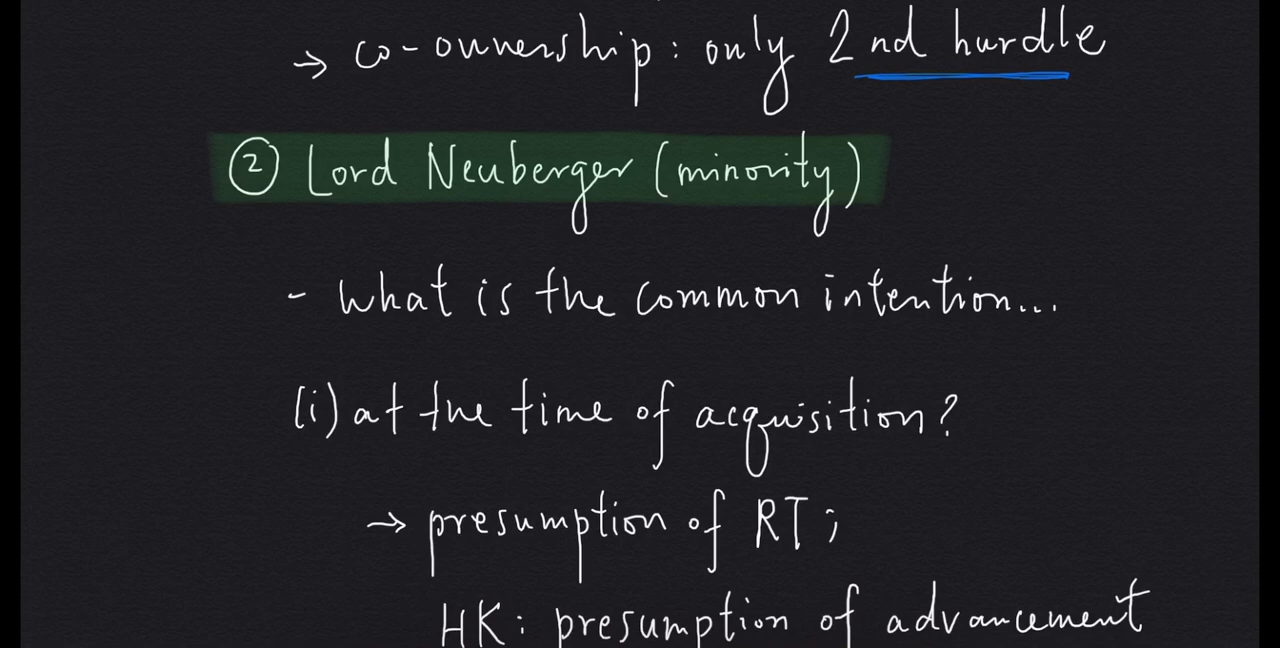 → co-ownership: only 2nd hurdle
② Lord Neuberger (minority)
- what is the common intention...
(i) at the time of acquisition?
→ presumption of RT;
HK: presumption of advancement